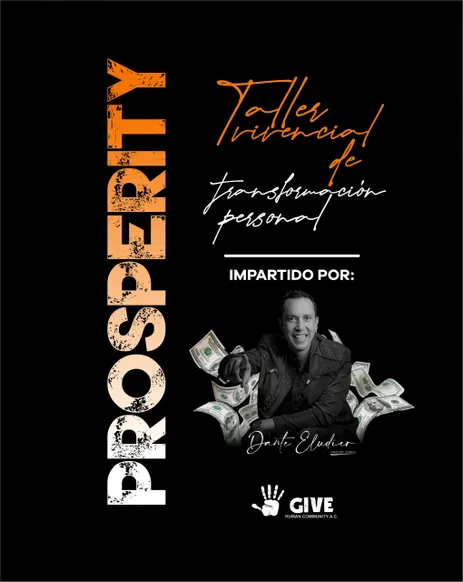 PROSPERITY
Taller
vivencial
de
transformación
personal
IMPARTIDO POR:
Dante Eludier
GIVE
HUMAN COMMUNITY A.C.